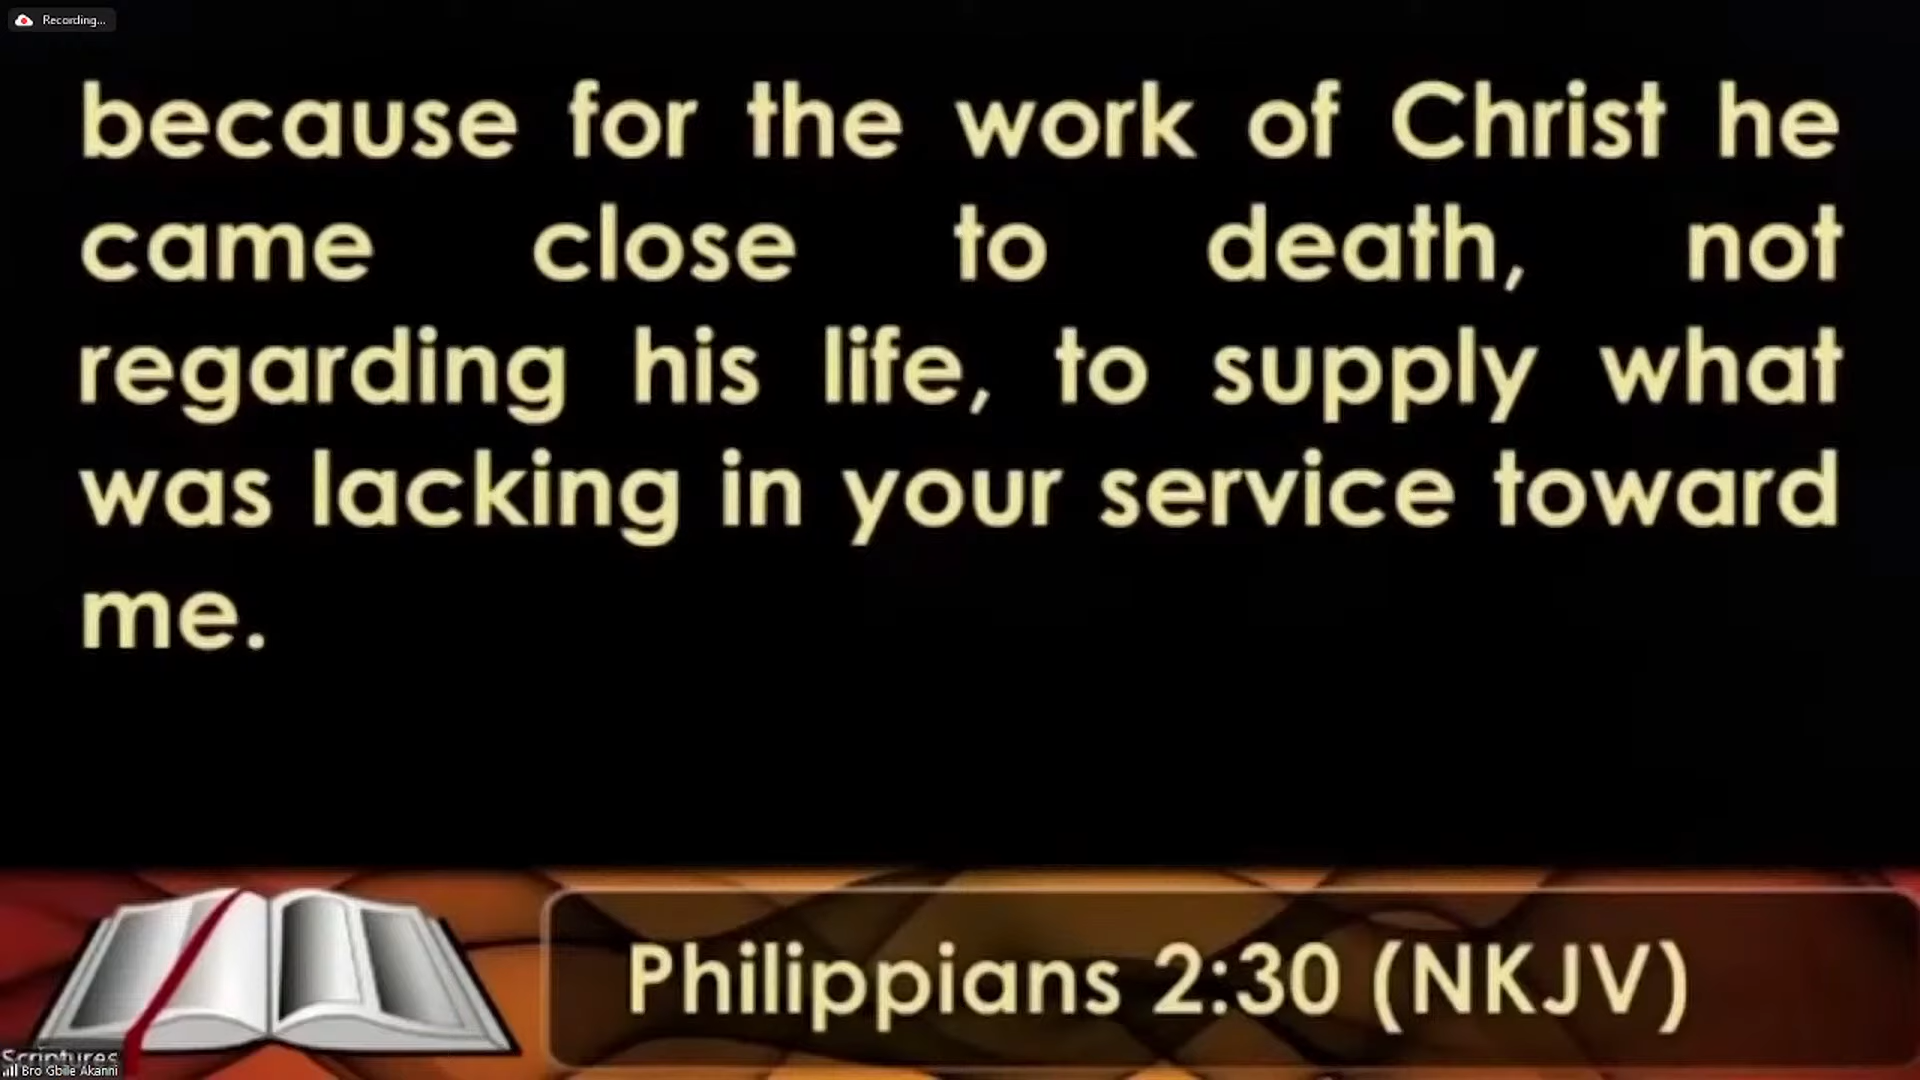 Recording...
because for the work of Christ he
came close to death, not
regarding his life, to supply what
was lacking in your service toward
me.
Philippians 2:30 (NKJV)
Scriptures
Bro Gbile Akanni